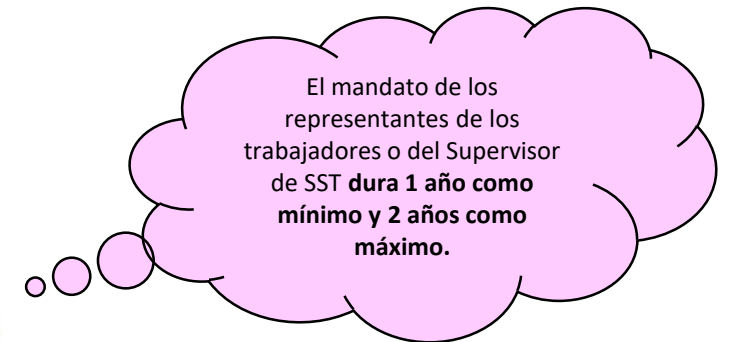 El mandato de los
representantes de los
trabajadores o del Supervisor
de SST dura 1 año como
mínimo y 2 años como
máximo.